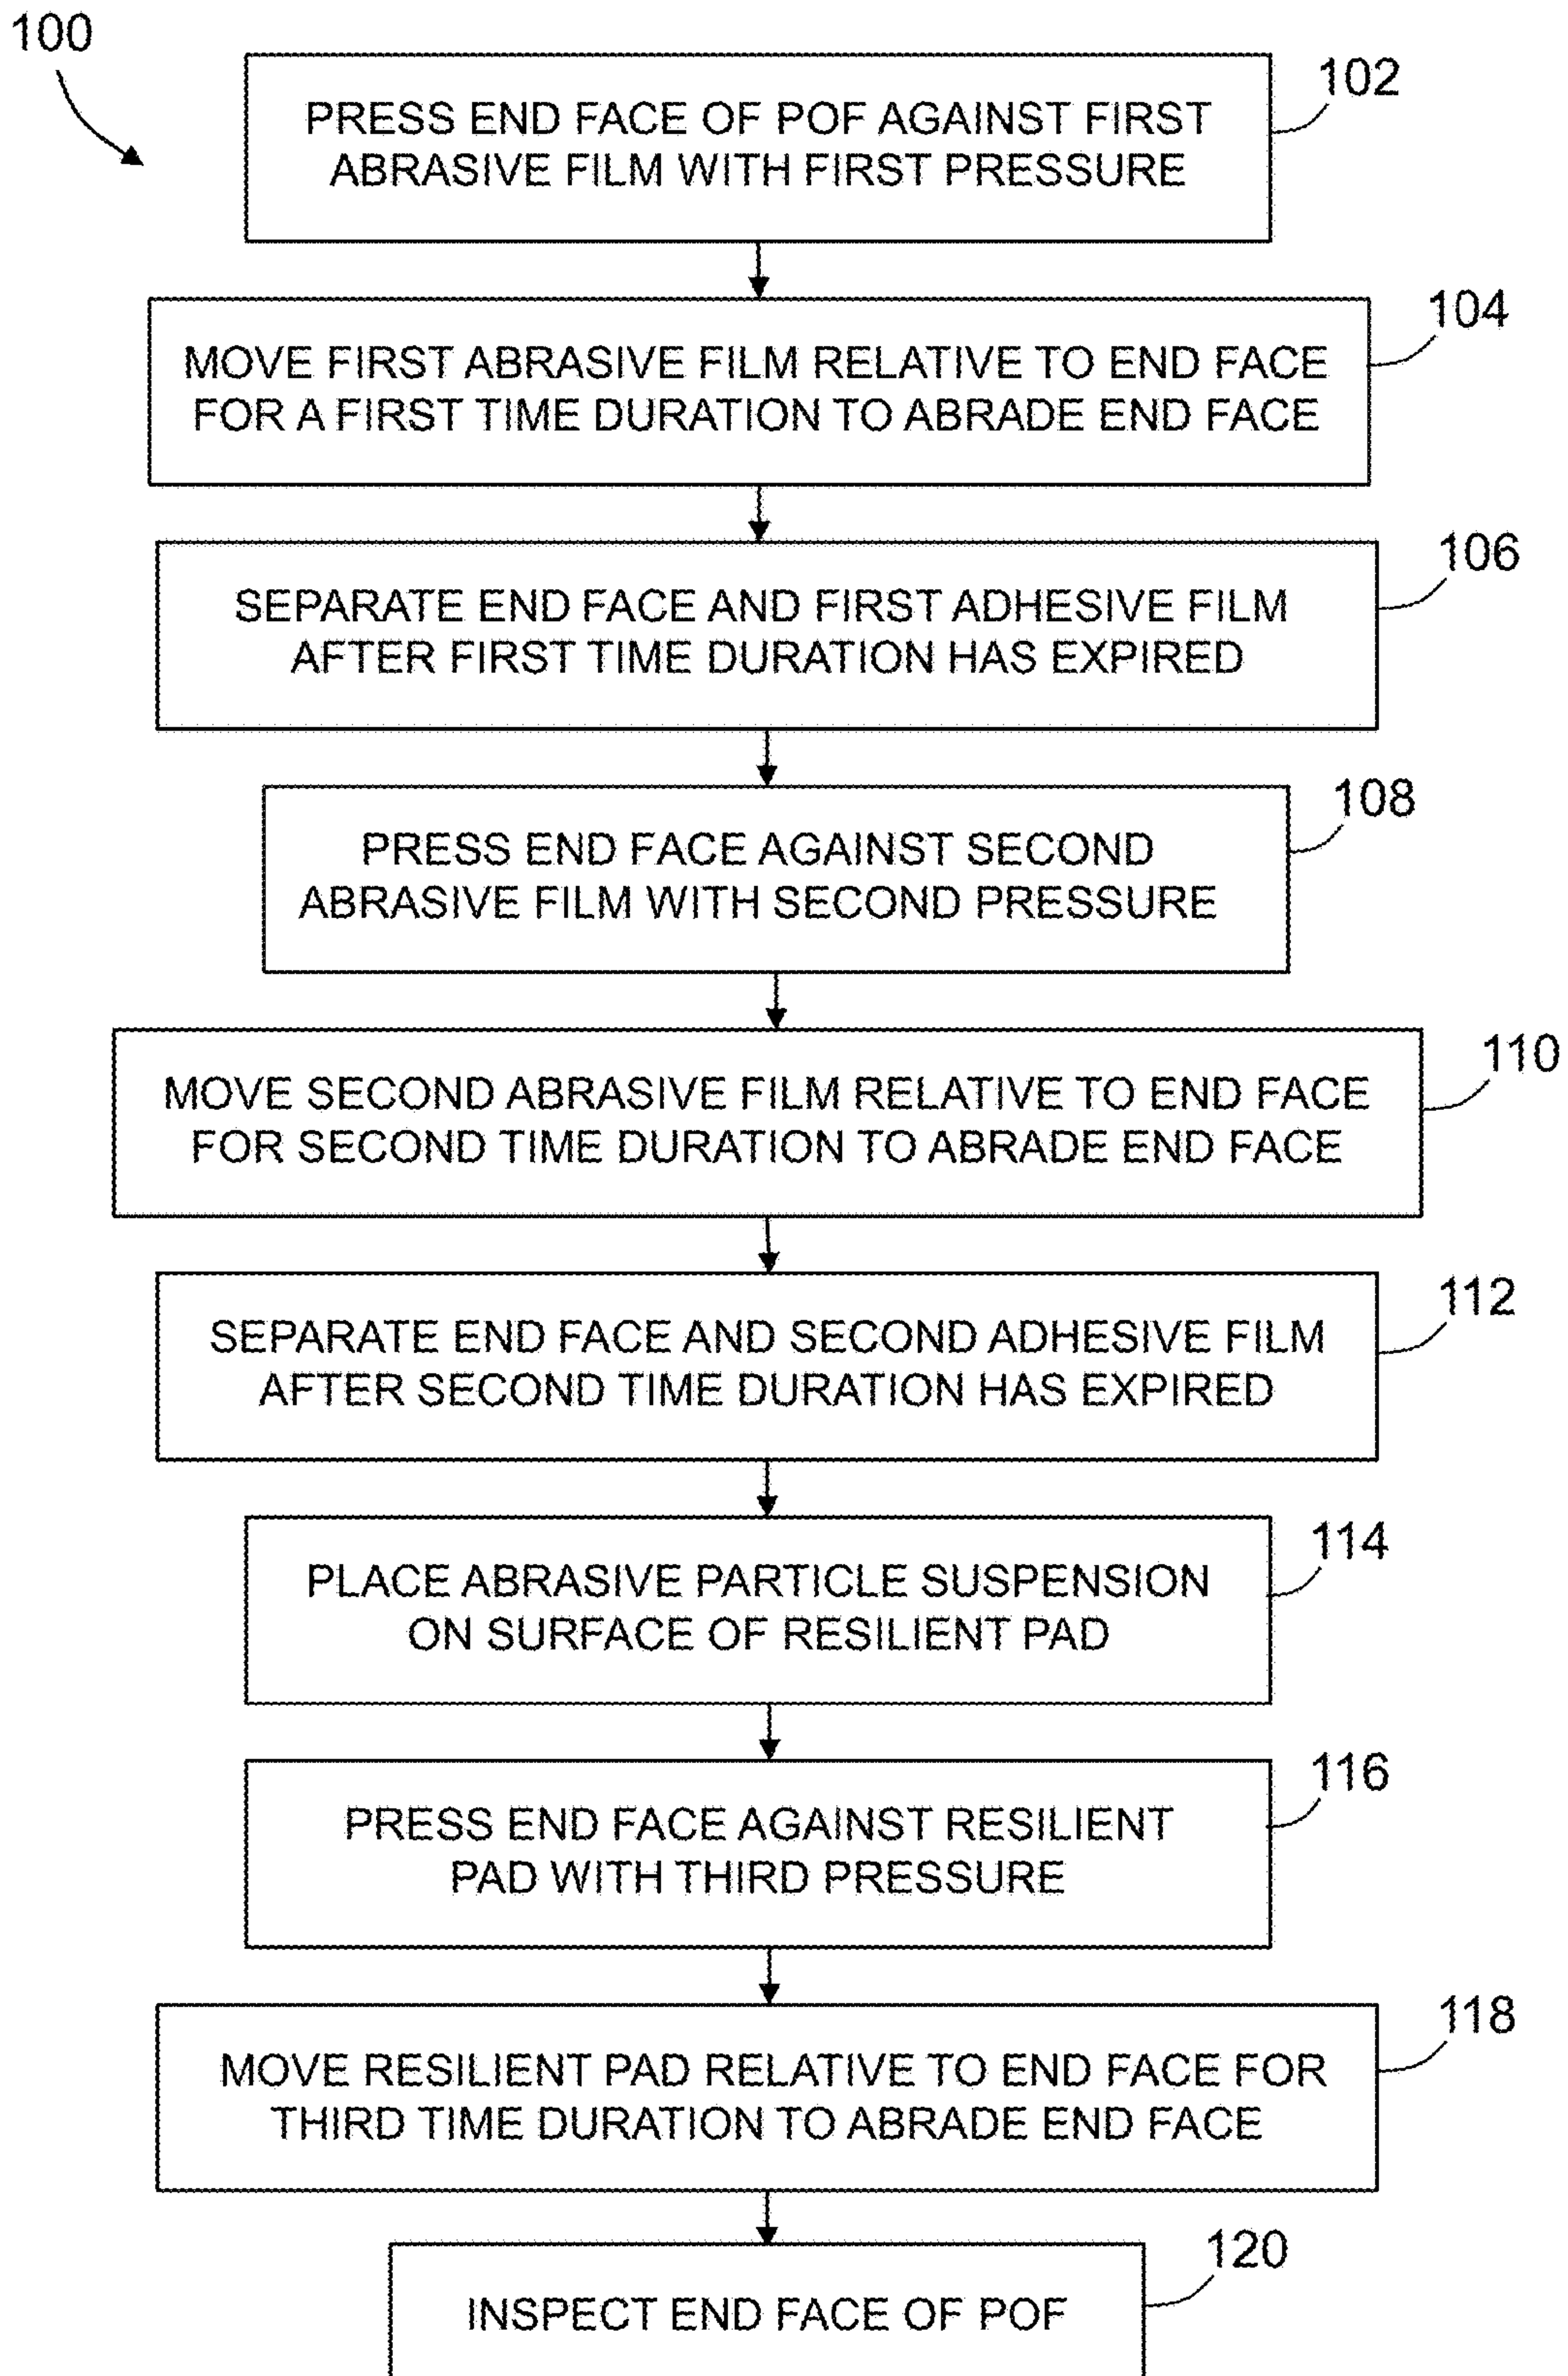 100
102
PRESS END FACE OF POF AGAINST FIRST
ABRASIVE FILM WITH FIRST PRESSURE
104
MOVE FIRST ABRASIVE FILM RELATIVE TO END FACE
FOR A FIRST TIME DURATION TO ABRADE END FACE
106
SEPARATE END FACE AND FIRST ADHESIVE FILM
AFTER FIRST TIME DURATION HAS EXPIRED
108
PRESS END FACE AGAINST SECOND
ABRASIVE FILM WITH SECOND PRESSURE
110
MOVE SECOND ABRASIVE FILM RELATIVE TO END FACE
FOR SECOND TIME DURATION TO ABRADE END FACE
112
SEPARATE END FACE AND SECOND ADHESIVE FILM
AFTER SECOND TIME DURATION HAS EXPIRED
114
PLACE ABRASIVE PARTICLE SUSPENSION
ON SURFACE OF RESILIENT PAD
116
PRESS END FACE AGAINST RESILIENT
PAD WITH THIRD PRESSURE
118
MOVE RESILIENT PAD RELATIVE TO END FACE FOR
THIRD TIME DURATION TO ABRADE END FACE
120
INSPECT END FACE OF POF